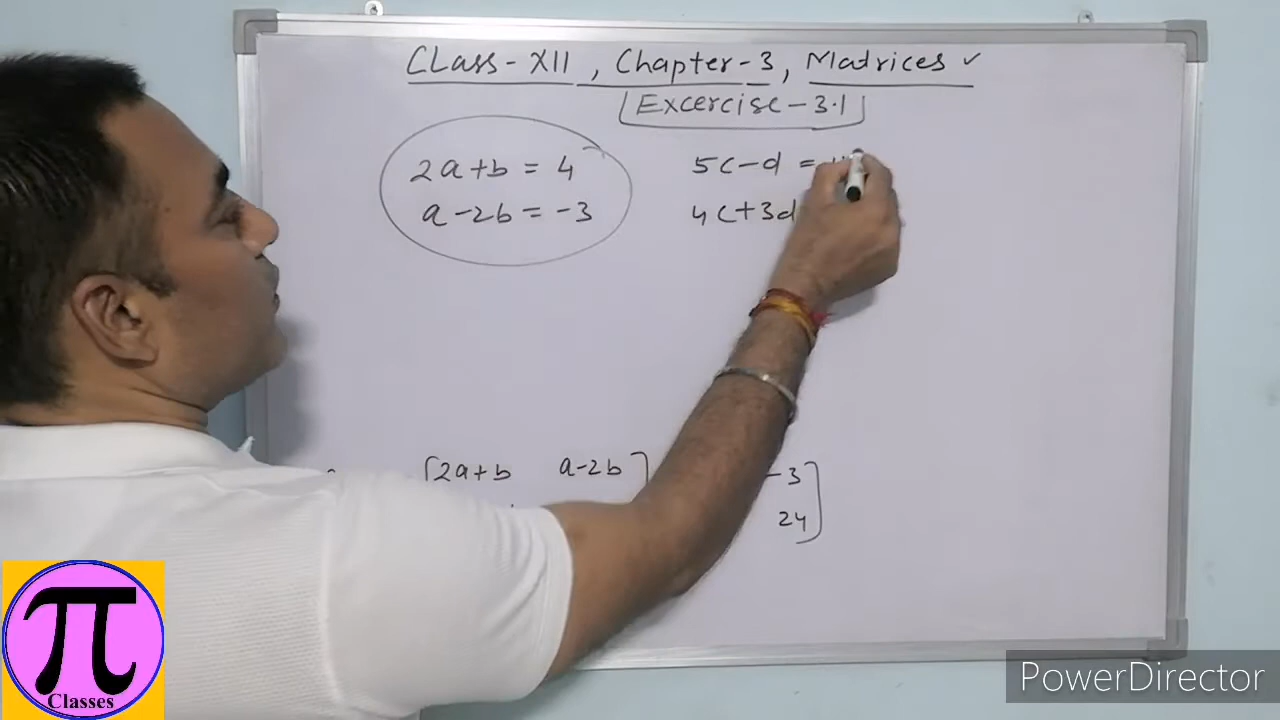 CLass-XII, Chapter-3, Matrices ✓
Excercise-3.1
2a+b = 4
a-2b = -3
5c-d =
4c+3d
2a+b a-2b -3
24
π
Classes
PowerDirector